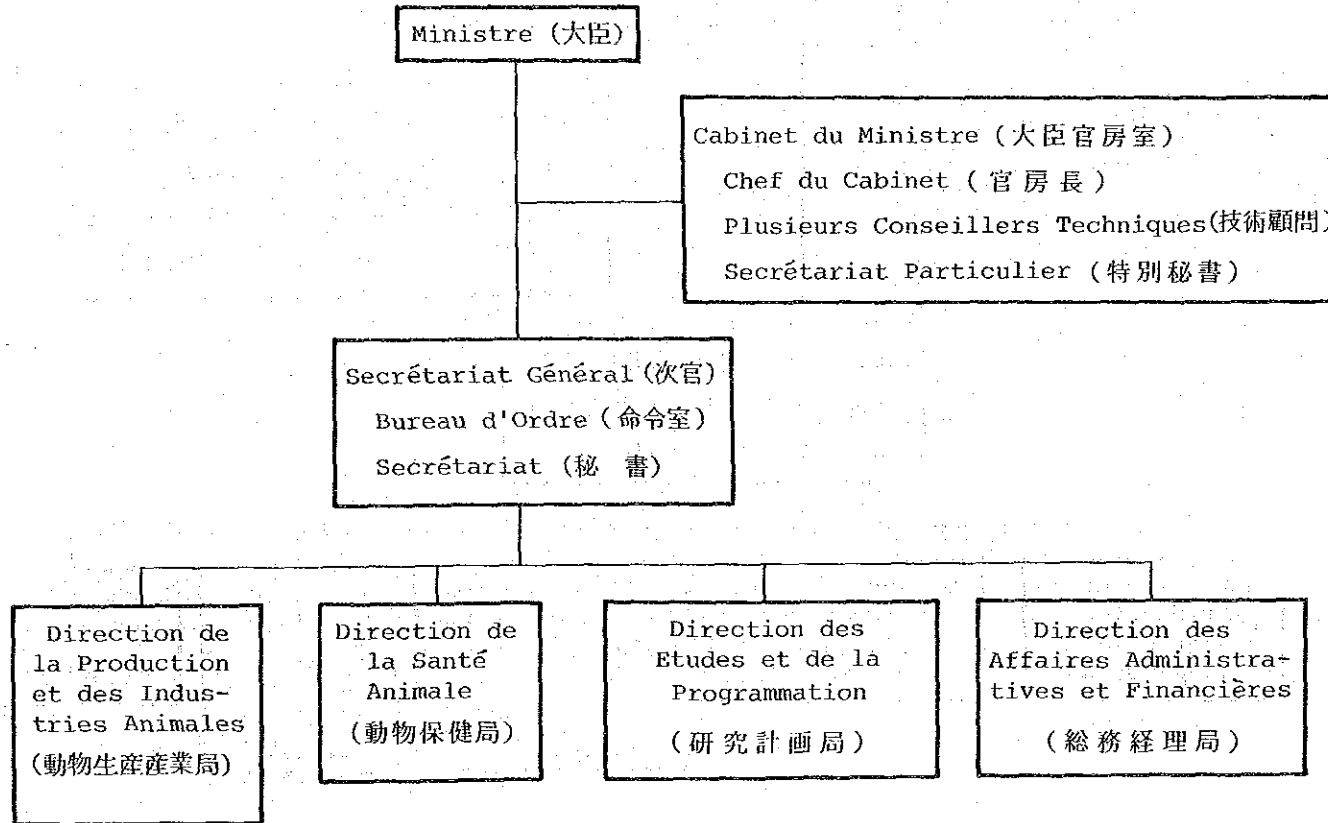 Ministre (大臣)
Cabinet du Ministre (大臣官房室)
Chef du Cabinet (官房長)
Plusieurs Conseillers Techniques(技術顧問)
Secrétariat Particulier (特別秘書)
Secrétariat Général (次官)
Bureau d'Ordre (命令室)
Secrétariat (秘 書)
Direction de
la Production
et des Indus-
tries Animales
(動物生産産業局)
Direction de
la Santé
Animale
(動物保健局)
Direction des
Etudes et de la
Programmation
(研究計画局)
Direction des
Affaires Administra-
tives et Financières
(総務経理局)